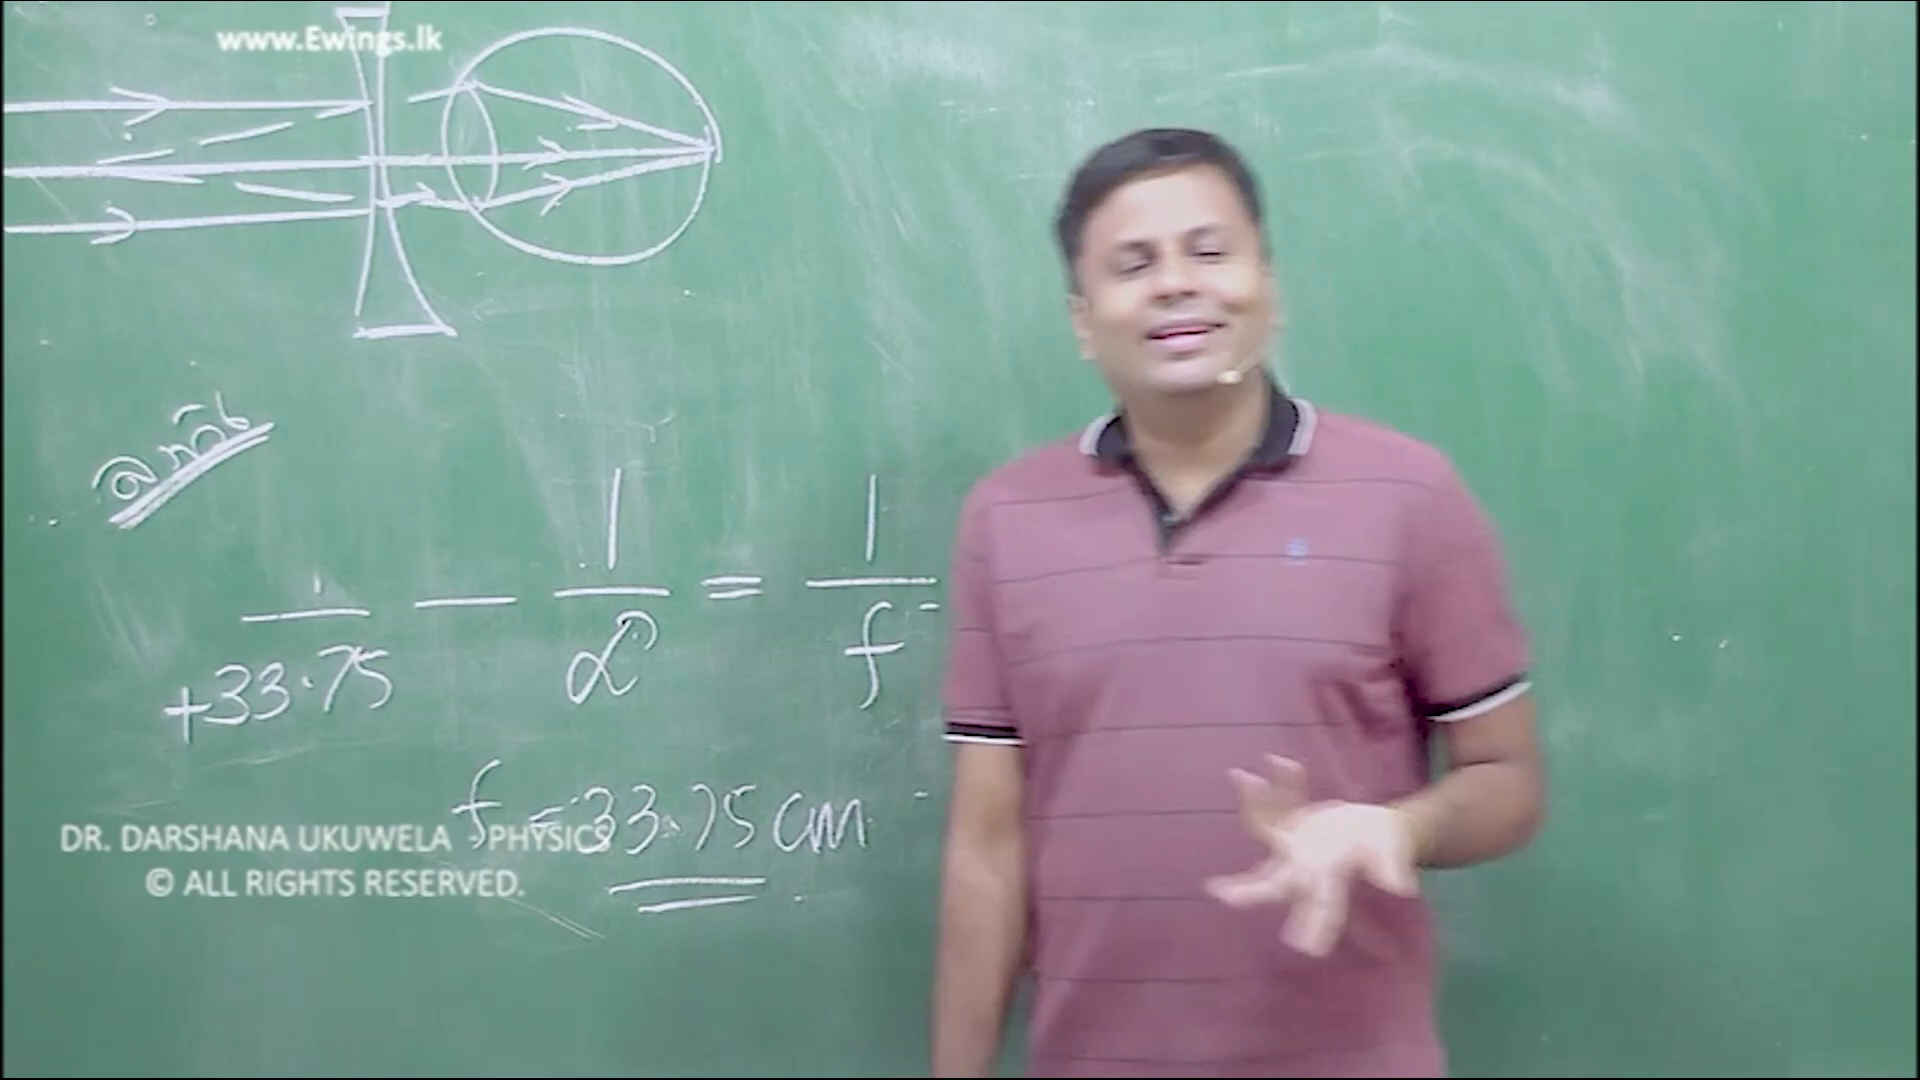 www.Ewings.lk
1/+33.75 — 1/α = 1/f
f = 33.75 cm
DR. DARSHANA UKUWELA - PHYSICS
© ALL RIGHTS RESERVED.